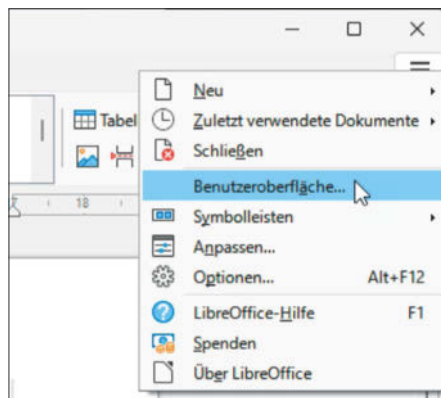 Tabel
18
Neu
Zuletzt verwendete Dokumente
Schließen
Benutzeroberfläche...
Symbolleisten
Anpassen...
Optionen... Alt+F12
LibreOffice-Hilfe F1
Spenden
Über LibreOffice